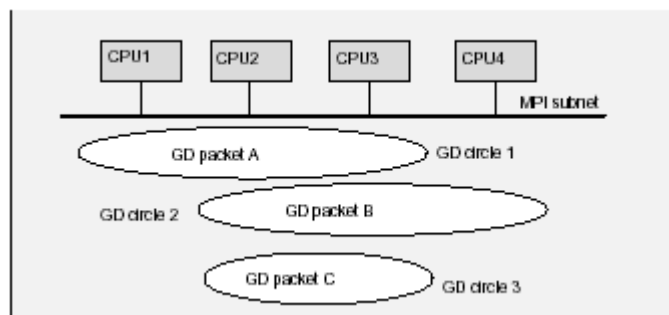 CPU1 CPU2 CPU3 CPU4
MPI subnet
GD packet A
GD circle 1
GD circle 2
GD packet B
GD packet C
GD circle 3